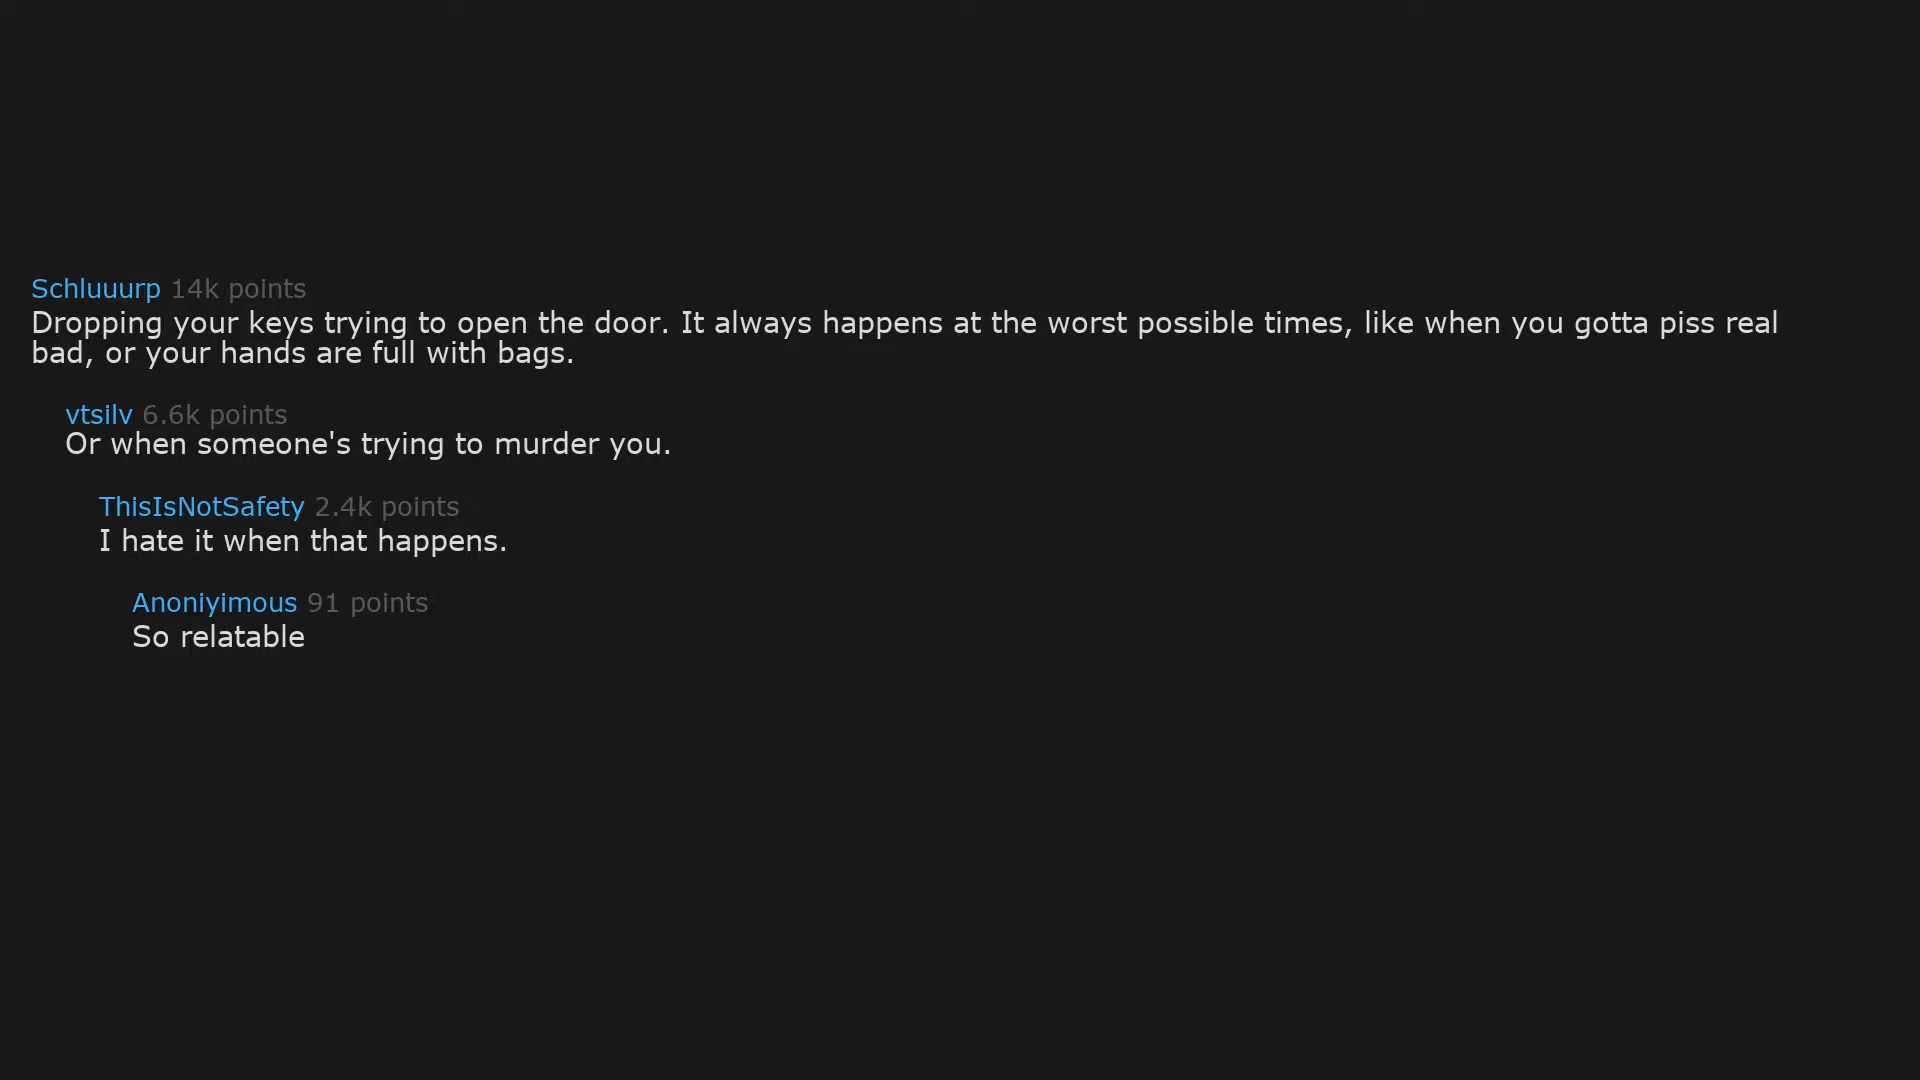 Schluuurp 14k points
Dropping your keys trying to open the door. It always happens at the worst possible times, like when you gotta piss real
bad, or your hands are full with bags.
vtsilv 6.6k points
Or when someone's trying to murder you.
ThisIsNotSafety 2.4k points
I hate it when that happens.
Anoniyimous 91 points
So relatable